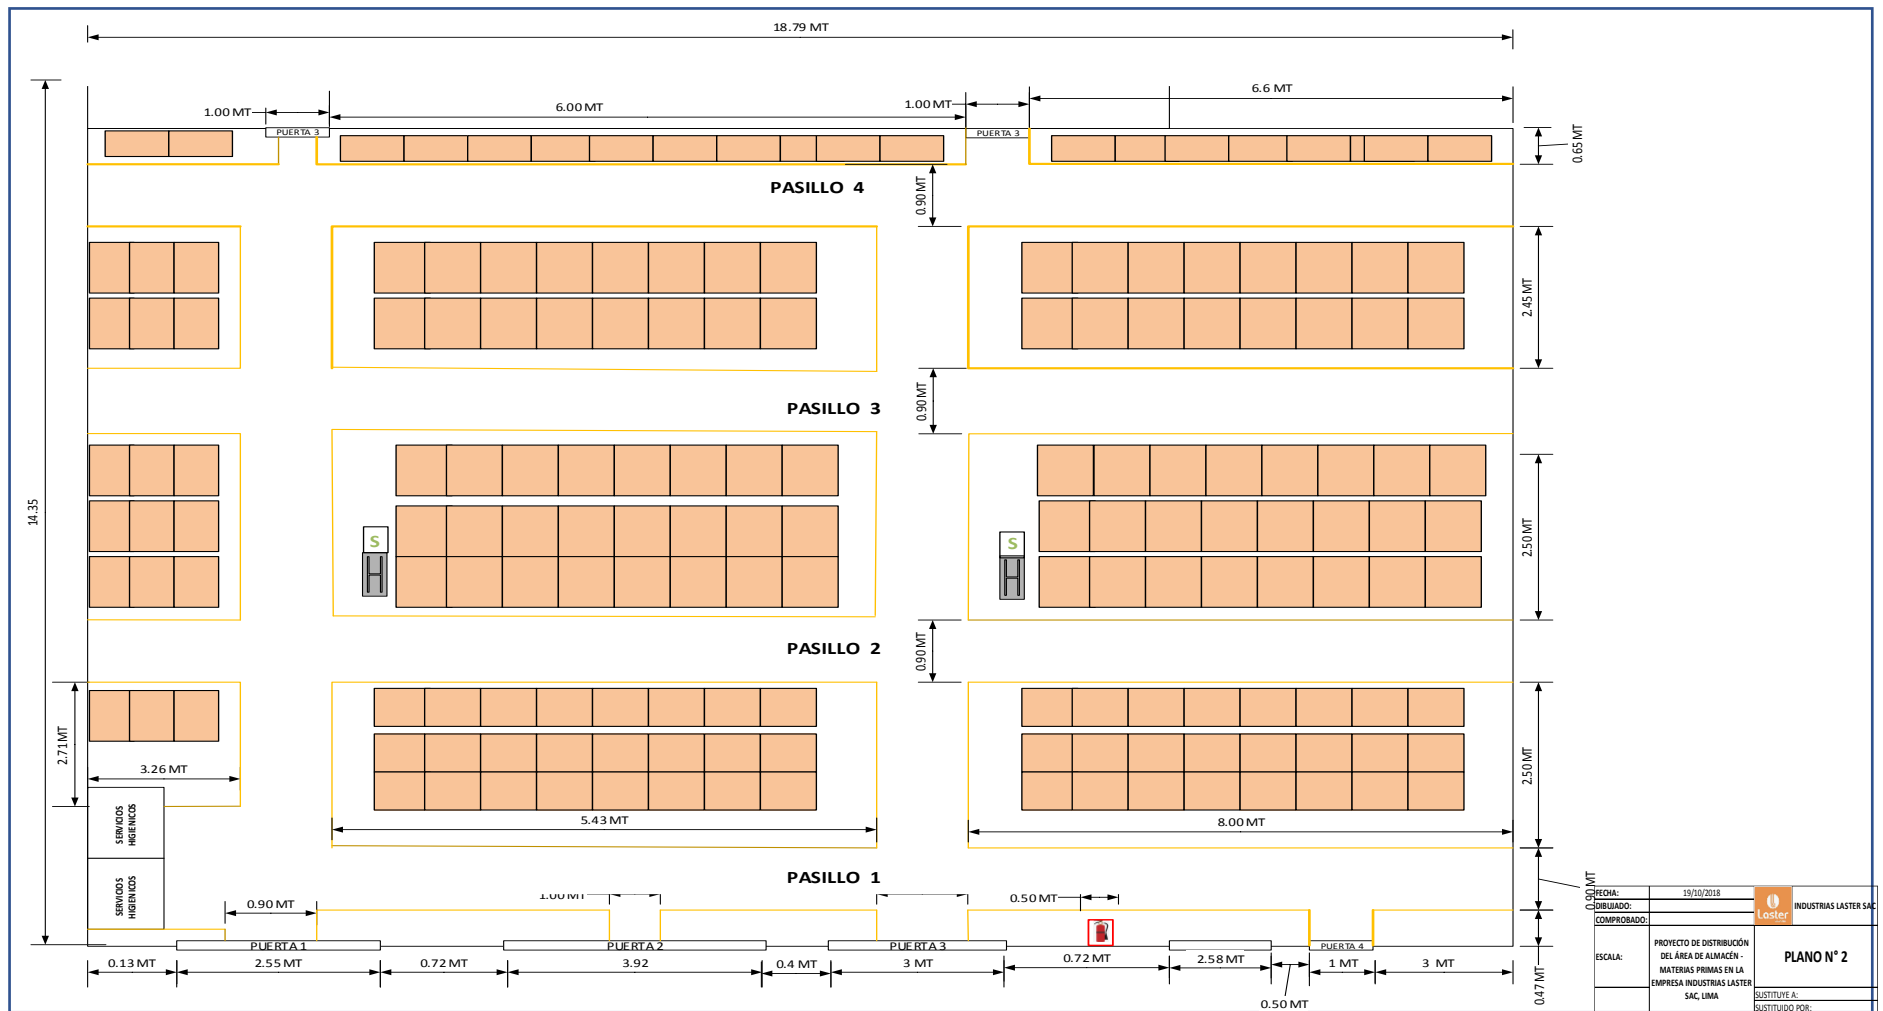 18.79 MT
1.00 MT
6.00 MT
1.00 MT
6.6 MT
PUERTA 3
PUERTA 3
0.65 MT
PASILLO 4
0.90 MT
2.45 MT
PASILLO 3
0.90 MT
14.35
S
S
2.50 MT
PASILLO 2
0.90 MT
2.71 MT
3.26 MT
2.50 MT
SERVICIOS
HIGIENICOS
5.43 MT
8.00 MT
SERVICIOS
HIGIENICOS
PASILLO 1
0.90 MT
1.00 MT
0.50 MT
0.90 MT
PUERTA 1
PUERTA 2
PUERTA 3
PUERTA 4
0.13 MT
2.55 MT
0.72 MT
3.92
0.4 MT
3 MT
0.72 MT
2.58 MT
0.50 MT
1 MT
3 MT
0.47 MT
FECHA:
19/10/2018
Laster
INDUSTRIAS LASTER SAC
DIBUJADO:
COMPROBADO:
ESCALA:
PROYECTO DE DISTRIBUCIÓN
DEL ÁREA DE ALMACÉN -
MATERIAS PRIMAS EN LA
EMPRESA INDUSTRIAS LASTER
SAC, LIMA
PLANO N° 2
SUSTITUYE A:
SUSTITUIDO POR: